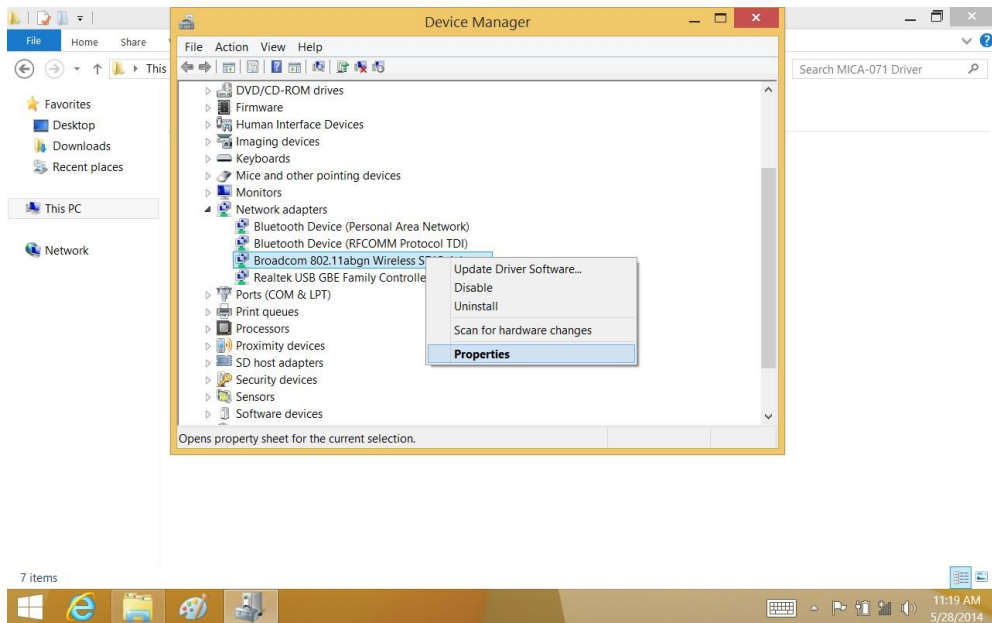 Device Manager
File
Home
Share
File Action View Help
This
Search MICA-071 Driver
Favorites
Desktop
Downloads
Recent places
This PC
Network
DVD/CD-ROM drives
Firmware
Human Interface Devices
Imaging devices
Keyboards
Mice and other pointing devices
Monitors
Network adapters
Bluetooth Device (Personal Area Network)
Bluetooth Device (RFCOMM Protocol TDI)
Broadcom 802.11abgn Wireless
Realtek USB GBE Family Controlle
Ports (COM & LPT)
Print queues
Processors
Proximity devices
SD host adapters
Security devices
Sensors
Software devices
Update Driver Software...
Disable
Uninstall
Scan for hardware changes
Properties
Opens property sheet for the current selection.
7 items
11:19 AM
5/28/2014